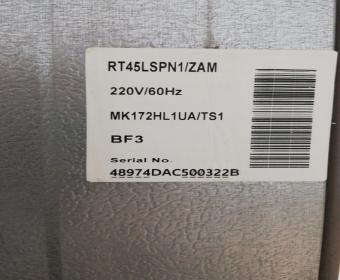 RT45LSPN1/ZAM
220V/60Hz
MK172HL1UA/TS1
BF3
Serial No.
48974DAC500322B